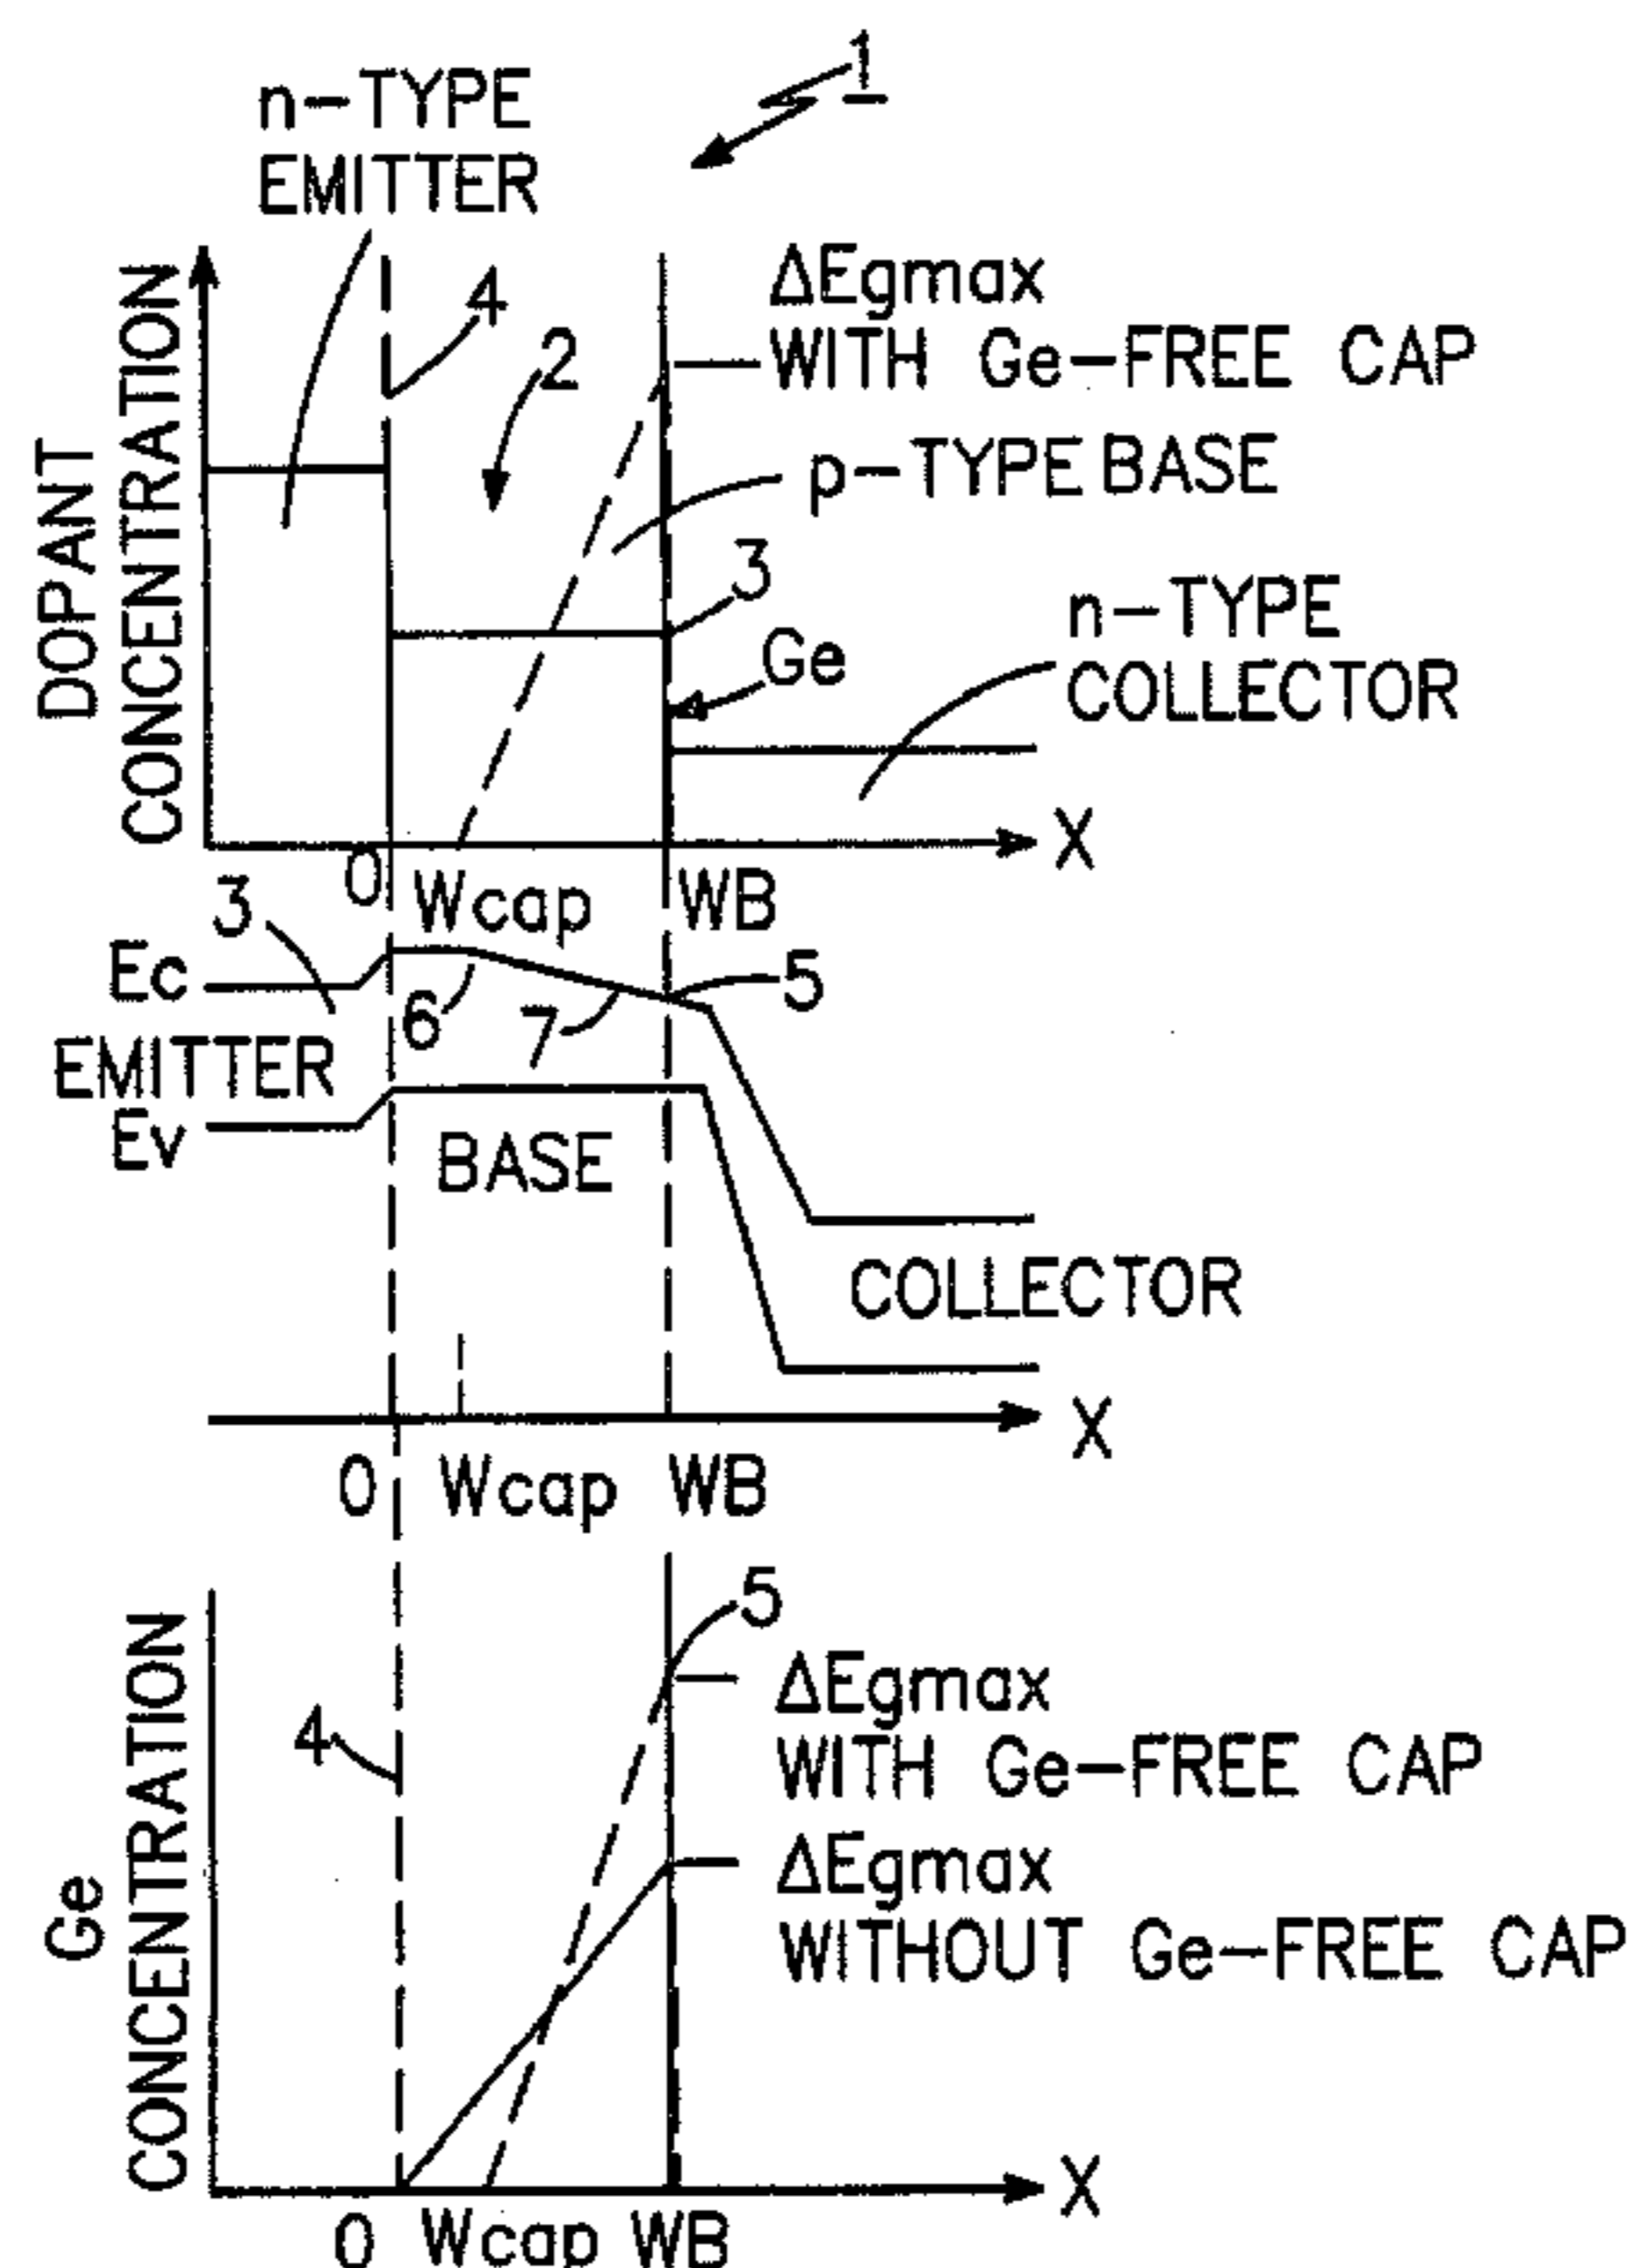 1
n-TYPE
EMITTER
4
2
ΔEgmax
WITH Ge-FREE CAP
p-TYPE BASE
3
Ge
n-TYPE
COLLECTOR
DOPANT
CONCENTRATION
X
0 Wcap WB
3
Ec
6 7 5
EMITTER
Ev
BASE
COLLECTOR
X
0 Wcap WB
5
ΔEgmax
WITH Ge-FREE CAP
4
ΔEgmax
WITHOUT Ge-FREE CAP
Ge
CONCENTRATION
X
0 Wcap WB